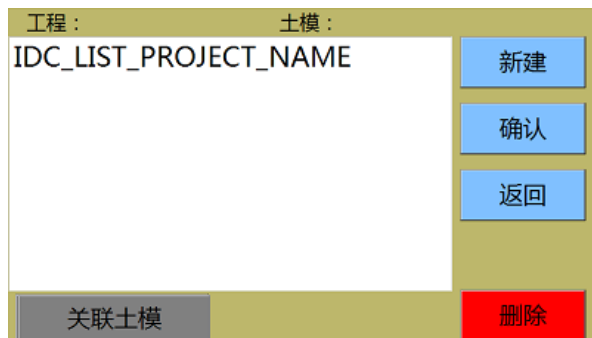 工程：	土模：
IDC_LIST_PROJECT_NAME
新建
确认
返回
关联土模
删除